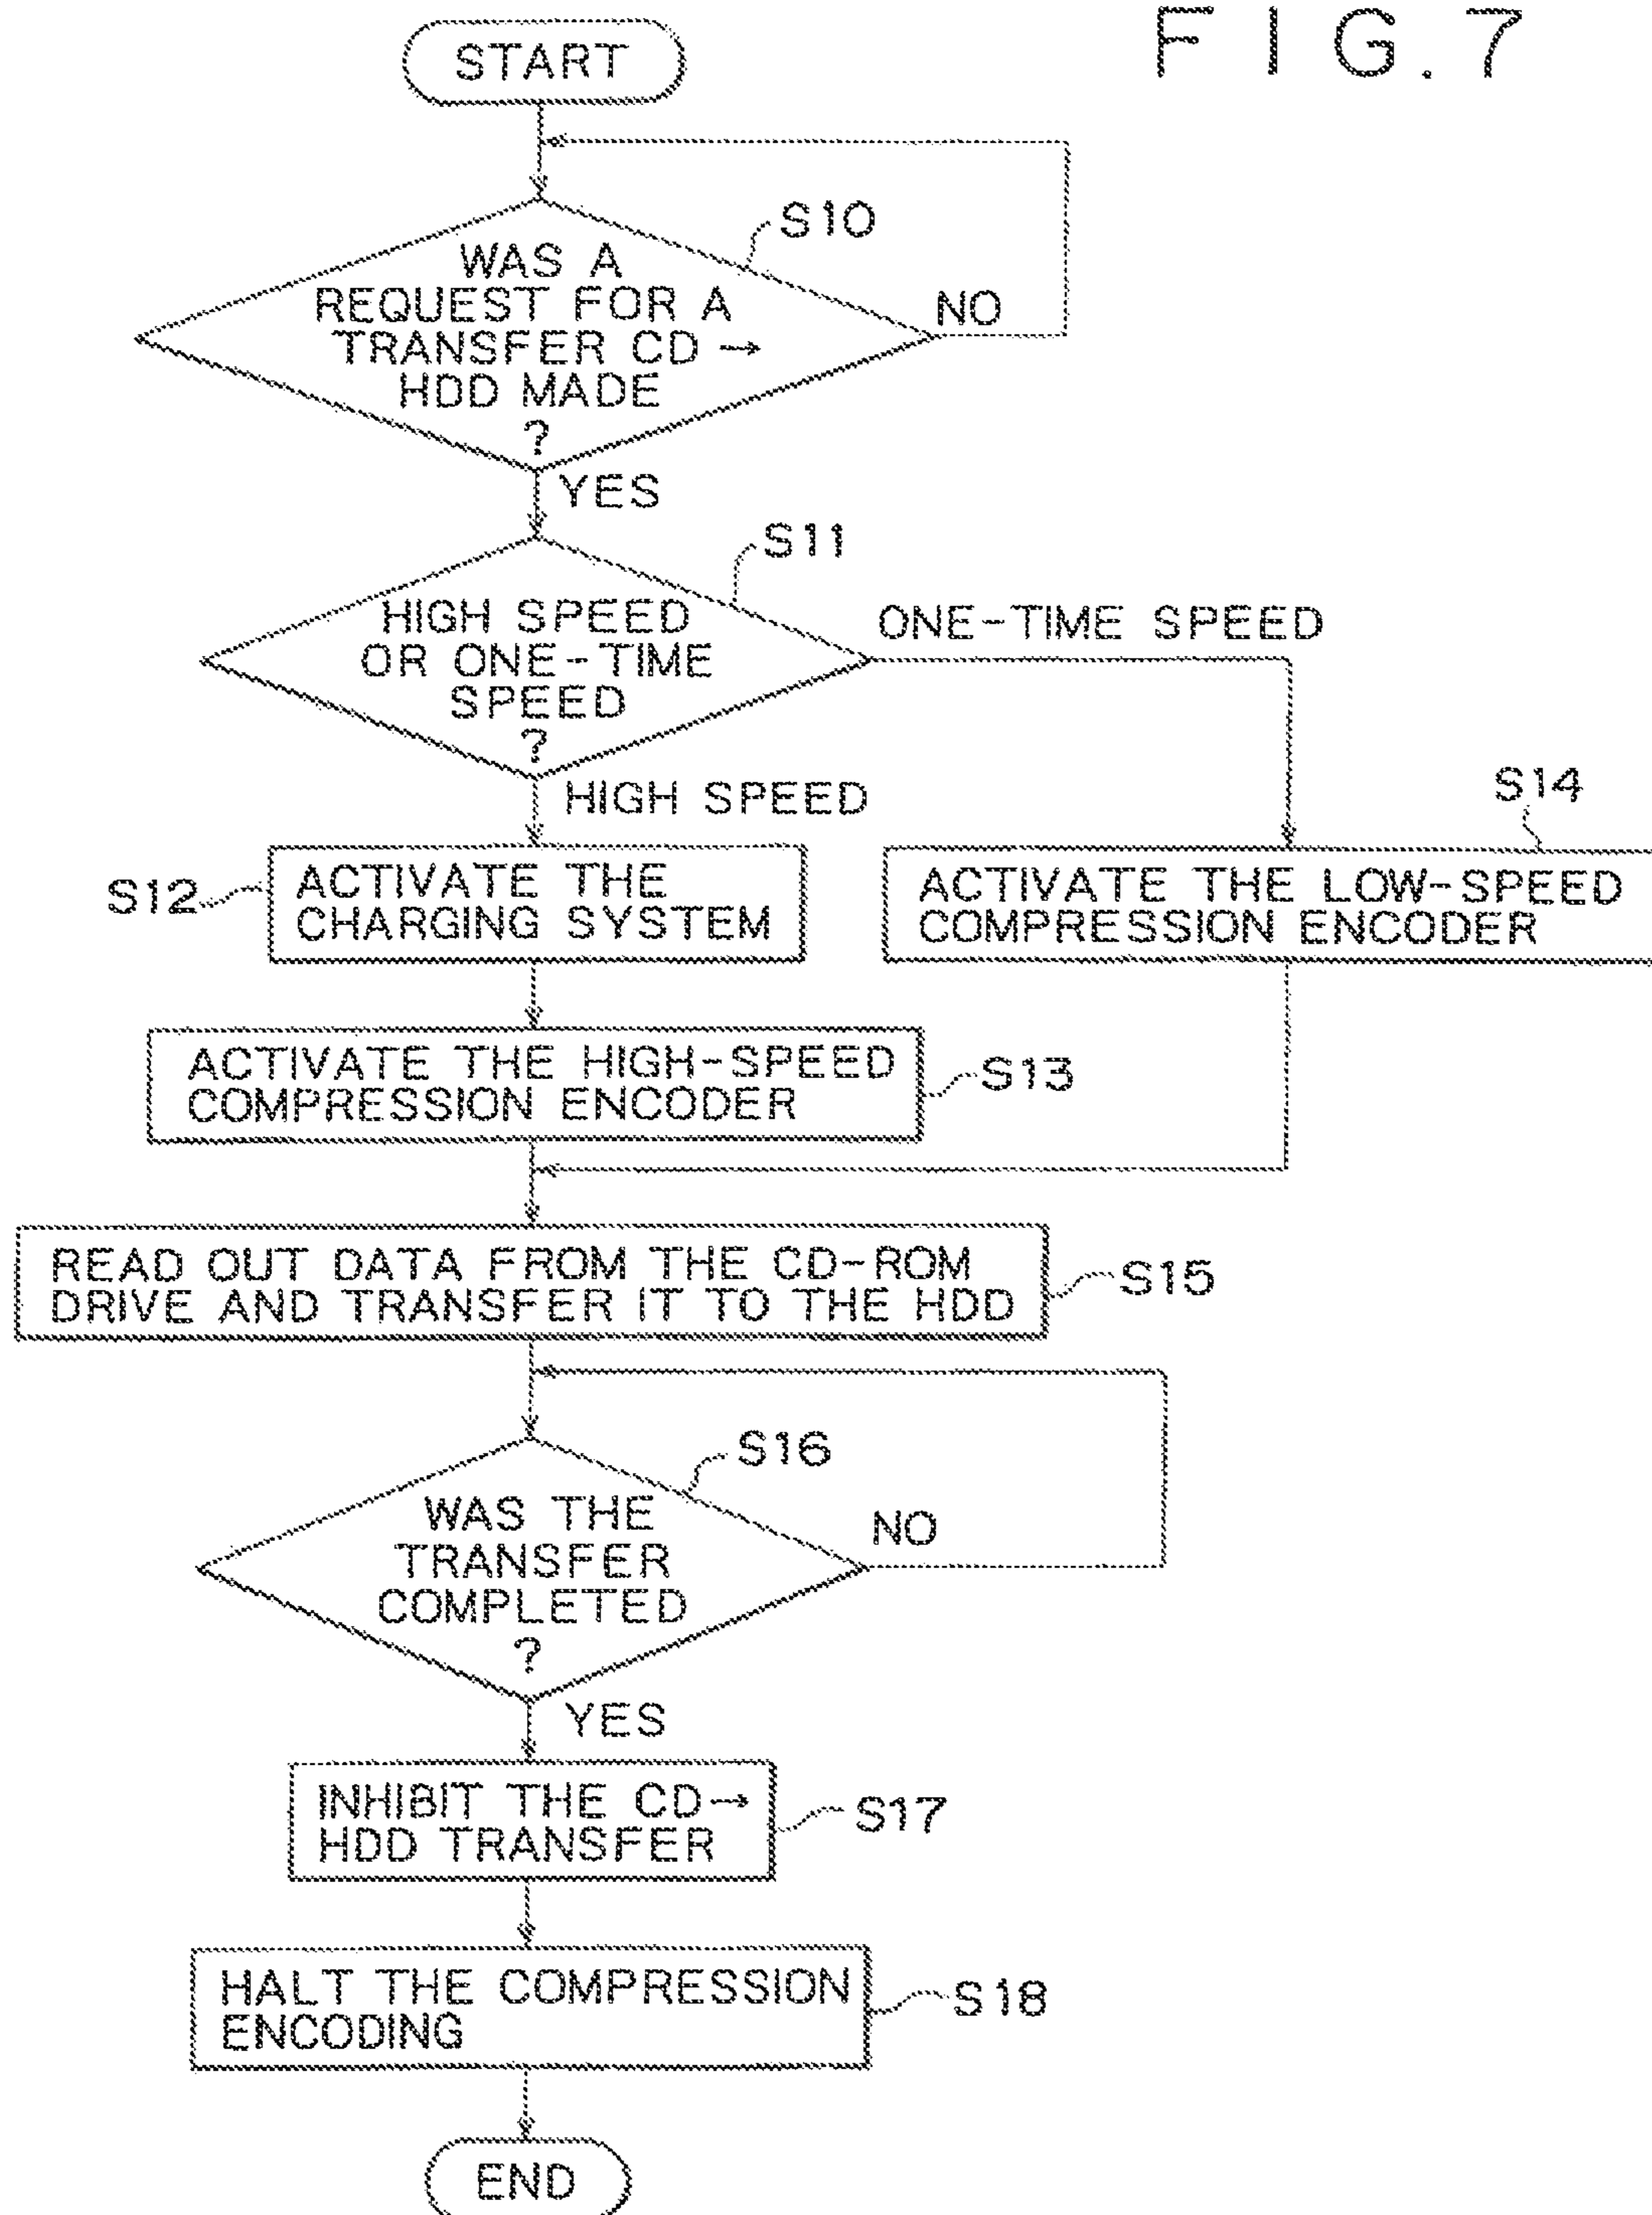 FIG.7
START
S10
WAS A
REQUEST FOR A
TRANSFER CD →
HDD MADE
?
NO
YES
S11
HIGH SPEED
OR ONE-TIME
SPEED
?
ONE-TIME SPEED
HIGH SPEED
S14
S12
ACTIVATE THE
CHARGING SYSTEM
ACTIVATE THE LOW-SPEED
COMPRESSION ENCODER
ACTIVATE THE HIGH-SPEED
COMPRESSION ENCODER
S13
READ OUT DATA FROM THE CD-ROM
DRIVE AND TRANSFER IT TO THE HDD
S15
S16
WAS THE
TRANSFER
COMPLETED
?
NO
YES
INHIBIT THE CD→
HDD TRANSFER
S17
HALT THE COMPRESSION
ENCODING
S18
END